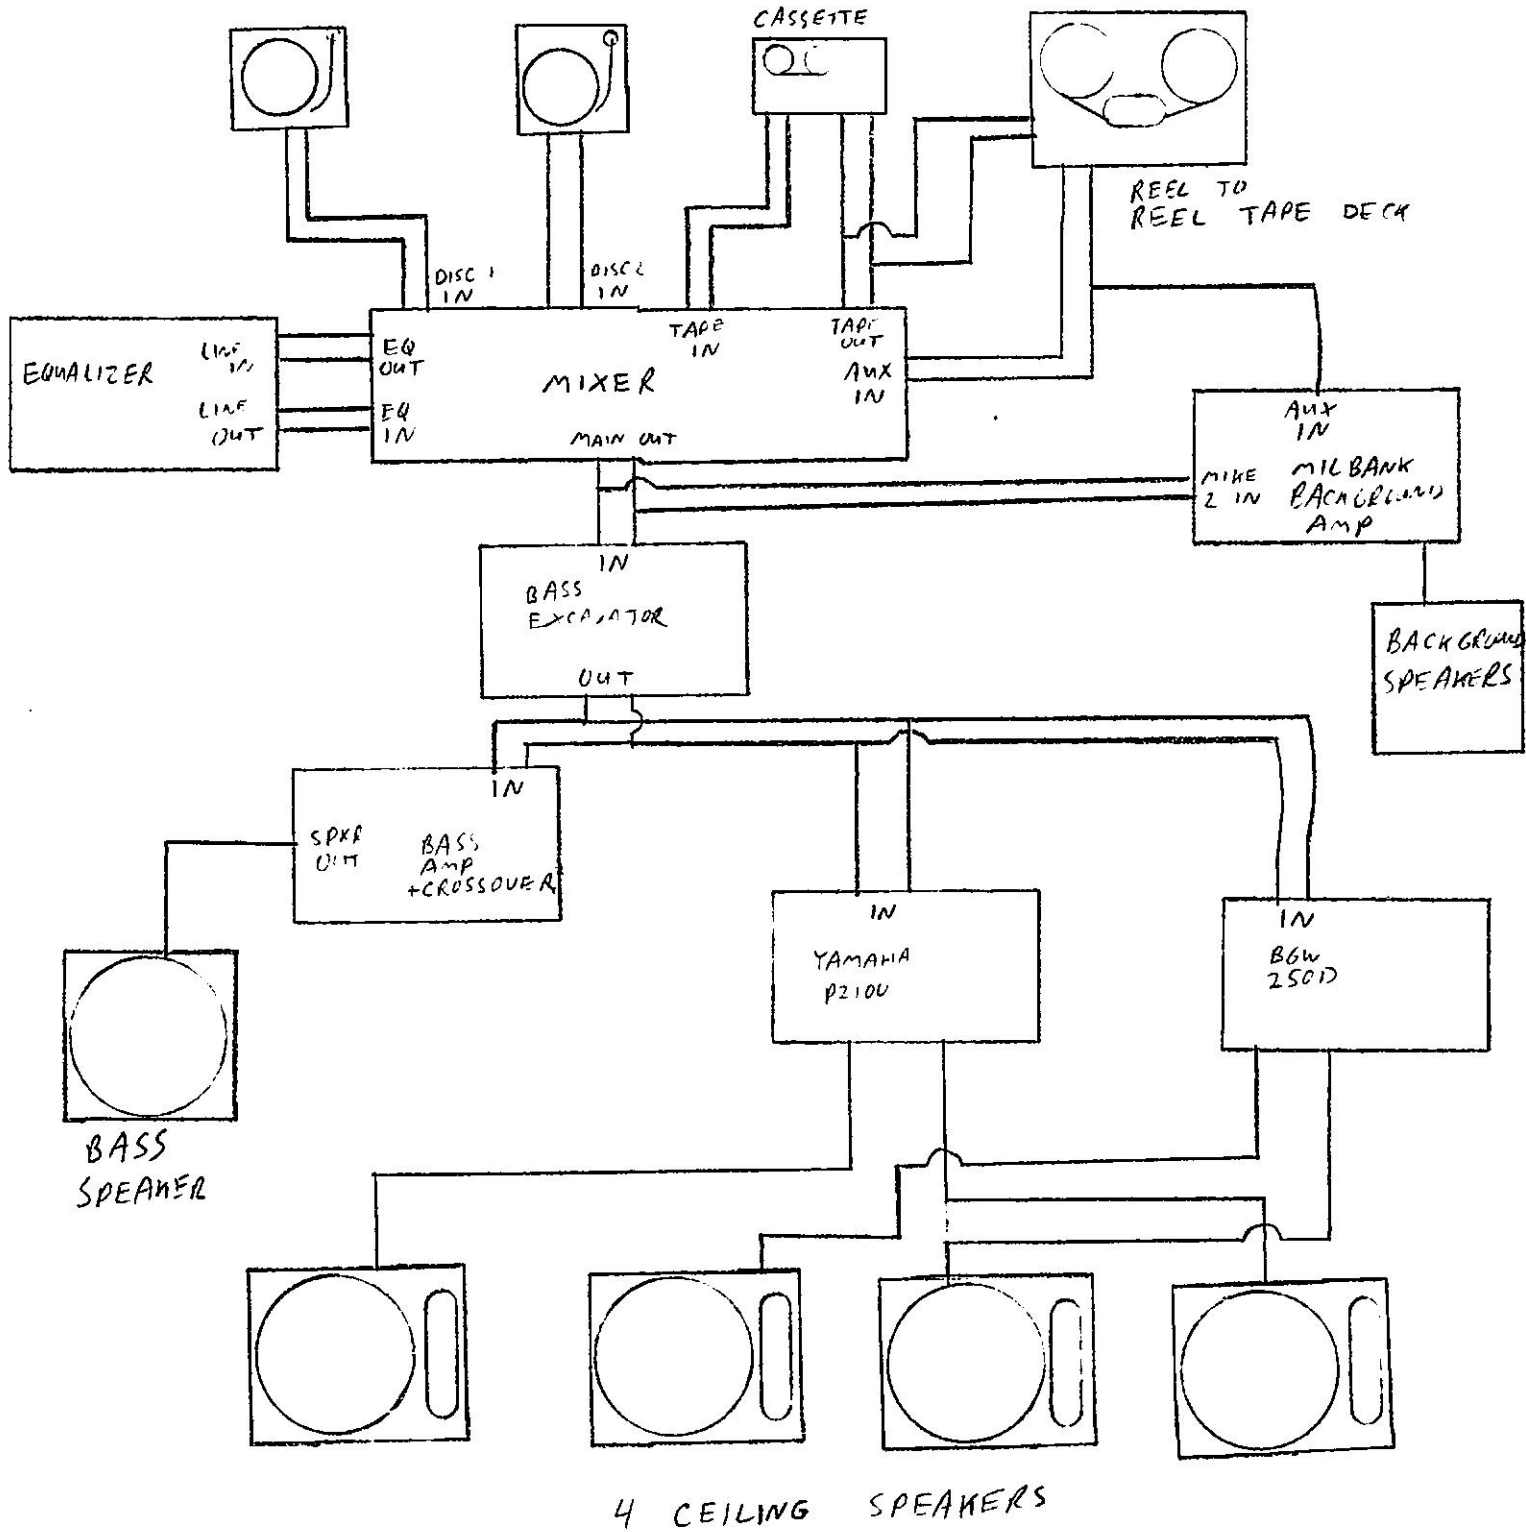 CASSETTE
REEL TO
REEL TAPE DECK
DISC 1
IN
DISC 2
IN
EQUALIZER
LINE
IN
LINE
OUT
EQ
OUT
EQ
IN
MIXER
TAPE
IN
TAPE
OUT
AUX
IN
MAIN OUT
AUX
IN
MIKE
2 IN
MILBANK
BACKGROUND
AMP
BACKGROUND
SPEAKERS
IN
BASS
EXCAVATOR
OUT
IN
SPKR
OUT
BASS
AMP
+CROSSOVER
BASS
SPEAKER
IN
YAMAHA
P2100
IN
BGW
250D
4 CEILING SPEAKERS